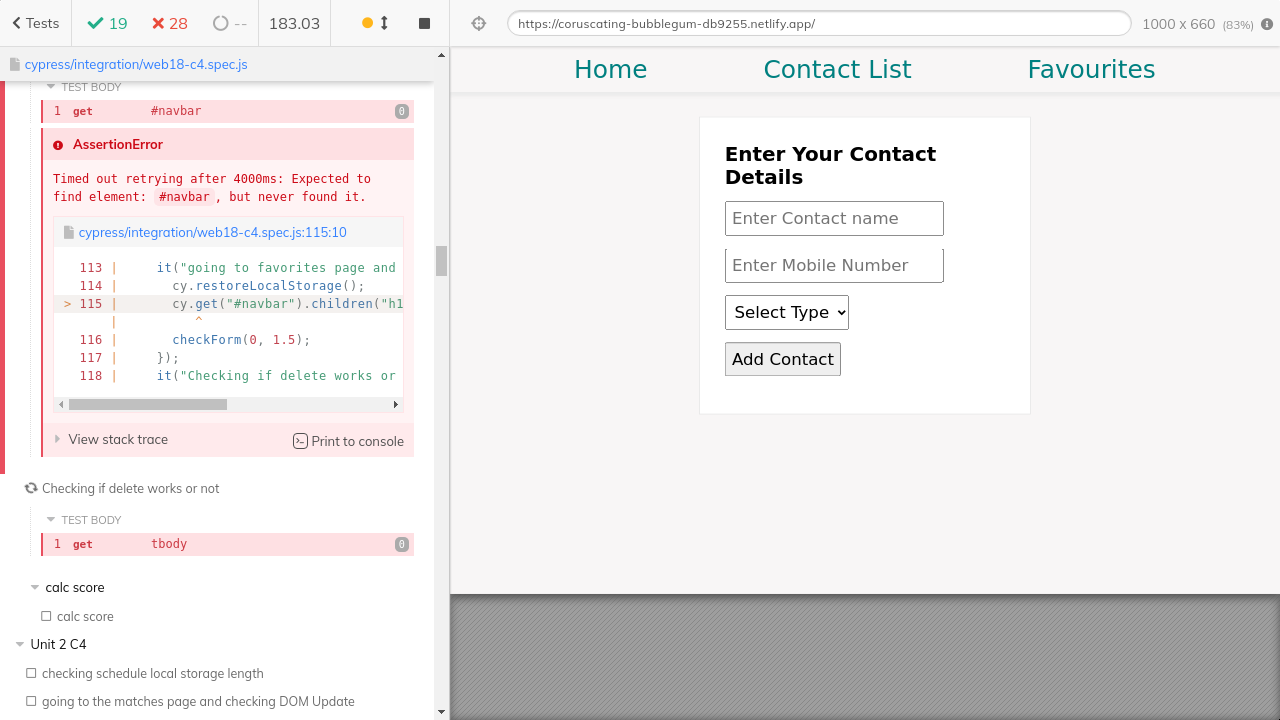 Tests
19
28
--
183.03
https://coruscating-bubblegum-db9255.netlify.app/
1000 x 660 (83%)
cypress/integration/web18-c4.spec.js
TEST BODY
1 get #navbar 0
AssertionError
Timed out retrying after 4000ms: Expected to
find element: #navbar, but never found it.
cypress/integration/web18-c4.spec.js:115:10
113 | it("going to favorites page and
114 | cy.restoreLocalStorage();
> 115 | cy.get("#navbar").children("h1
| ^
116 | checkForm(0, 1.5);
117 | });
118 | it("Checking if delete works or
View stack trace
Print to console
Checking if delete works or not
TEST BODY
1 get tbody 0
calc score
calc score
Unit 2 C4
checking schedule local storage length
going to the matches page and checking DOM Update
Home Contact List Favourites
Enter Your Contact
Details
Enter Contact name
Enter Mobile Number
Select Type
Add Contact